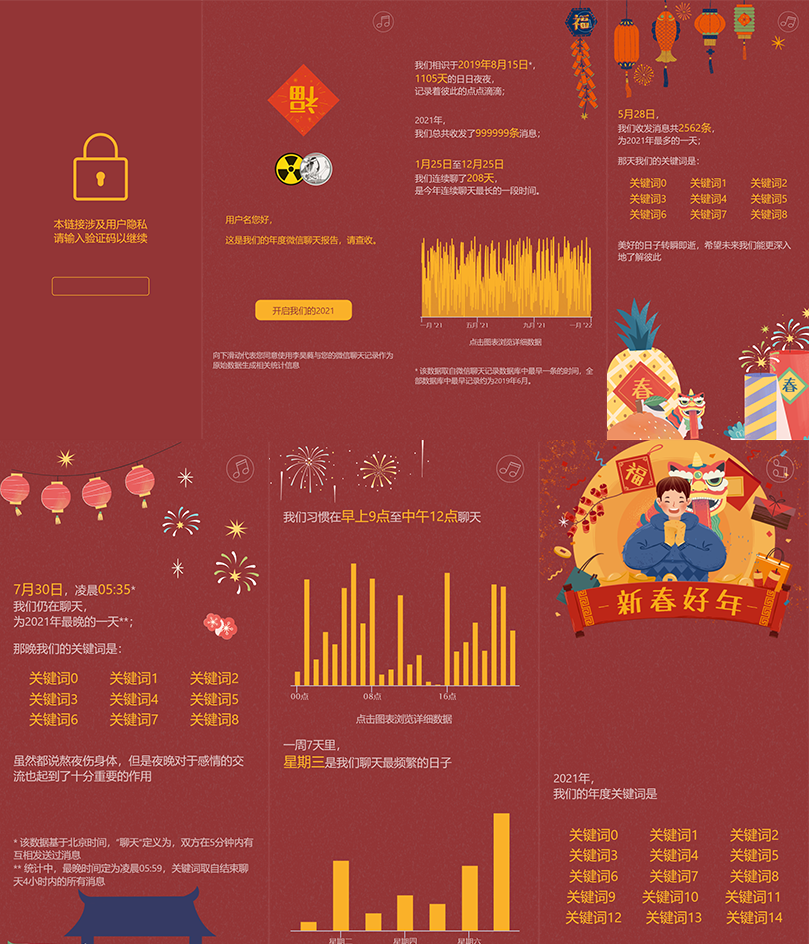 本链接涉及用户隐私
请输入验证码以继续
福
用户名您好,
这是我们的年度微信聊天报告，请查收。
开启我们的2021
向下滑动代表您同意使用李昊舜与您的微信聊天记录作为
原始数据生成相关统计信息
我们相识于2019年8月15日*,
1105天的日日夜夜,
记录着彼此的点点滴滴;
2021年,
我们总共收发了999999条消息;
1月25日至12月25日
我们连续聊了208天,
是今年连续聊天最长的一段时间。
一月 '21 五月 '21 九月 '21 一月 '22
点击图表浏览详细数据
* 该数据取自微信聊天记录数据库中最早一条的时间，全
部数据库中最早记录约为2019年6月。
福
5月28日,
我们收发消息共2562条,
为2021年最多的一天;
那天我们的关键词是:
关键词0 关键词1 关键词2
关键词3 关键词4 关键词5
关键词6 关键词7 关键词8
美好的日子转瞬即逝，希望未来我们能更深入
地了解彼此
春
春
7月30日，凌晨05:35*
我们仍在聊天,
为2021年最晚的一天**;
那晚我们的关键词是:
关键词0 关键词1 关键词2
关键词3 关键词4 关键词5
关键词6 关键词7 关键词8
虽然都说熬夜伤身体，但是夜晚对于感情的交
流也起到了十分重要的作用
* 该数据基于北京时间，“聊天”定义为，双方在5分钟内有
互相发送过消息
** 统计中，最晚时间定为凌晨05:59，关键词取自结束聊
天4小时内的所有消息
我们习惯在早上9点至中午12点聊天
00点 08点 16点
点击图表浏览详细数据
一周7天里,
星期三是我们聊天最频繁的日子
星期二 星期四 星期六
福
新春好年
2021年,
我们的年度关键词是
关键词0 关键词1 关键词2
关键词3 关键词4 关键词5
关键词6 关键词7 关键词8
关键词9 关键词10 关键词11
关键词12 关键词13 关键词14